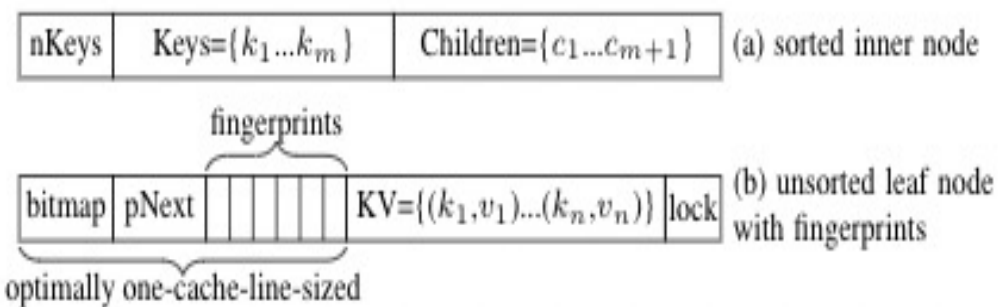 nKeys Keys={k₁...kₘ} Children={c₁...cₘ₊₁} (a) sorted inner node
fingerprints
bitmap pNext KV={(k₁,v₁)...(kₙ,vₙ)} lock (b) unsorted leaf node
with fingerprints
optimally one-cache-line-sized